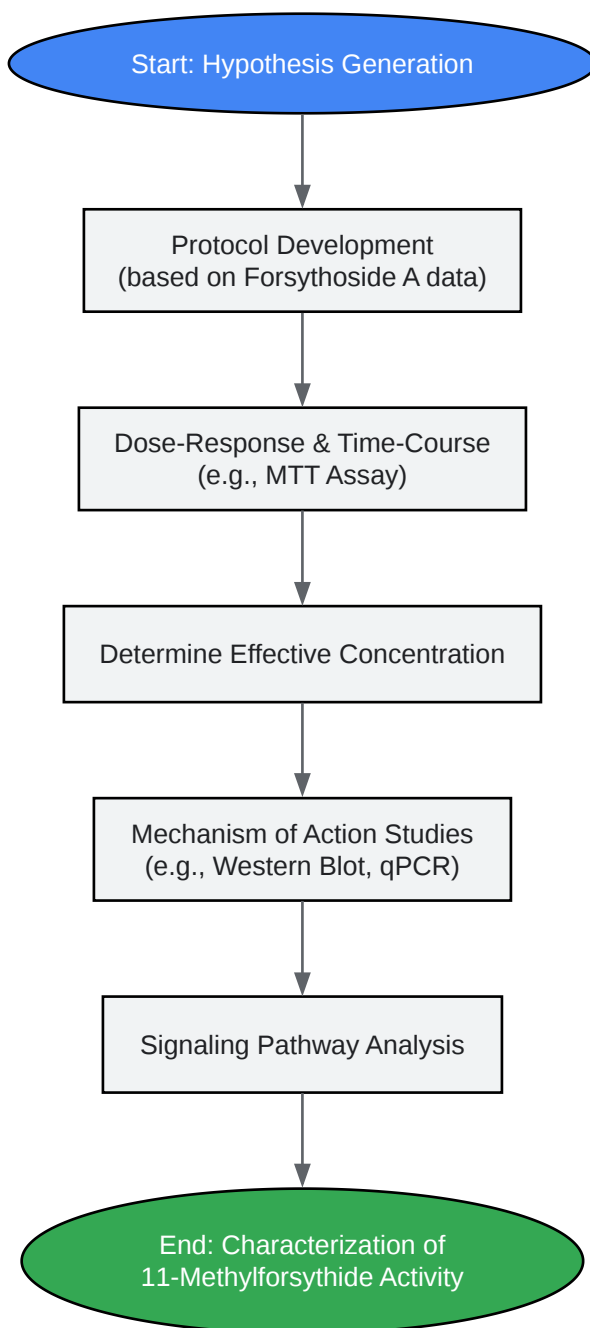 Start: Hypothesis Generation
Protocol Development
(based on Forsythoside A data)
Dose-Response & Time-Course
(e.g., MTT Assay)
Determine Effective Concentration
Mechanism of Action Studies
(e.g., Western Blot, qPCR)
Signaling Pathway Analysis
End: Characterization of
11-Methylforsythide Activity